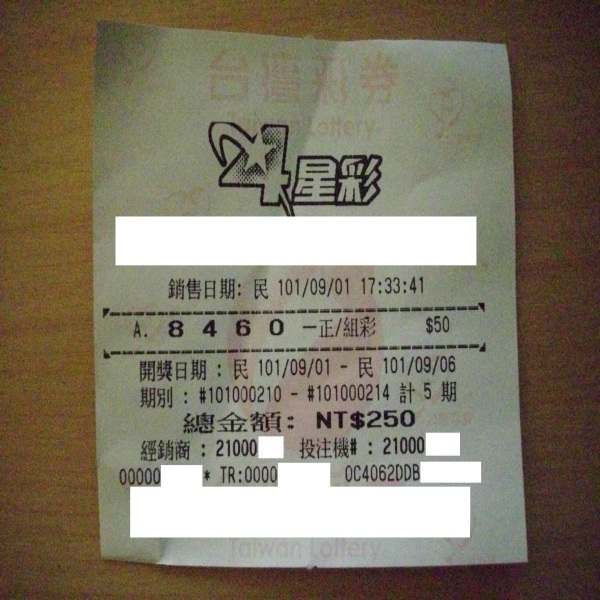 台灣彩券
Taiwan Lottery
4星彩
銷售日期: 民 101/09/01 17:33:41
A. 8 4 6 0 一正/組彩 $50
開獎日期 : 民 101/09/01 - 民 101/09/06
期別 : #101000210 - #101000214 計 5 期
總金額: NT$250
經銷商 : 21000 投注機# : 21000
00000 * TR:0000 0C4062DDB
Taiwan Lottery